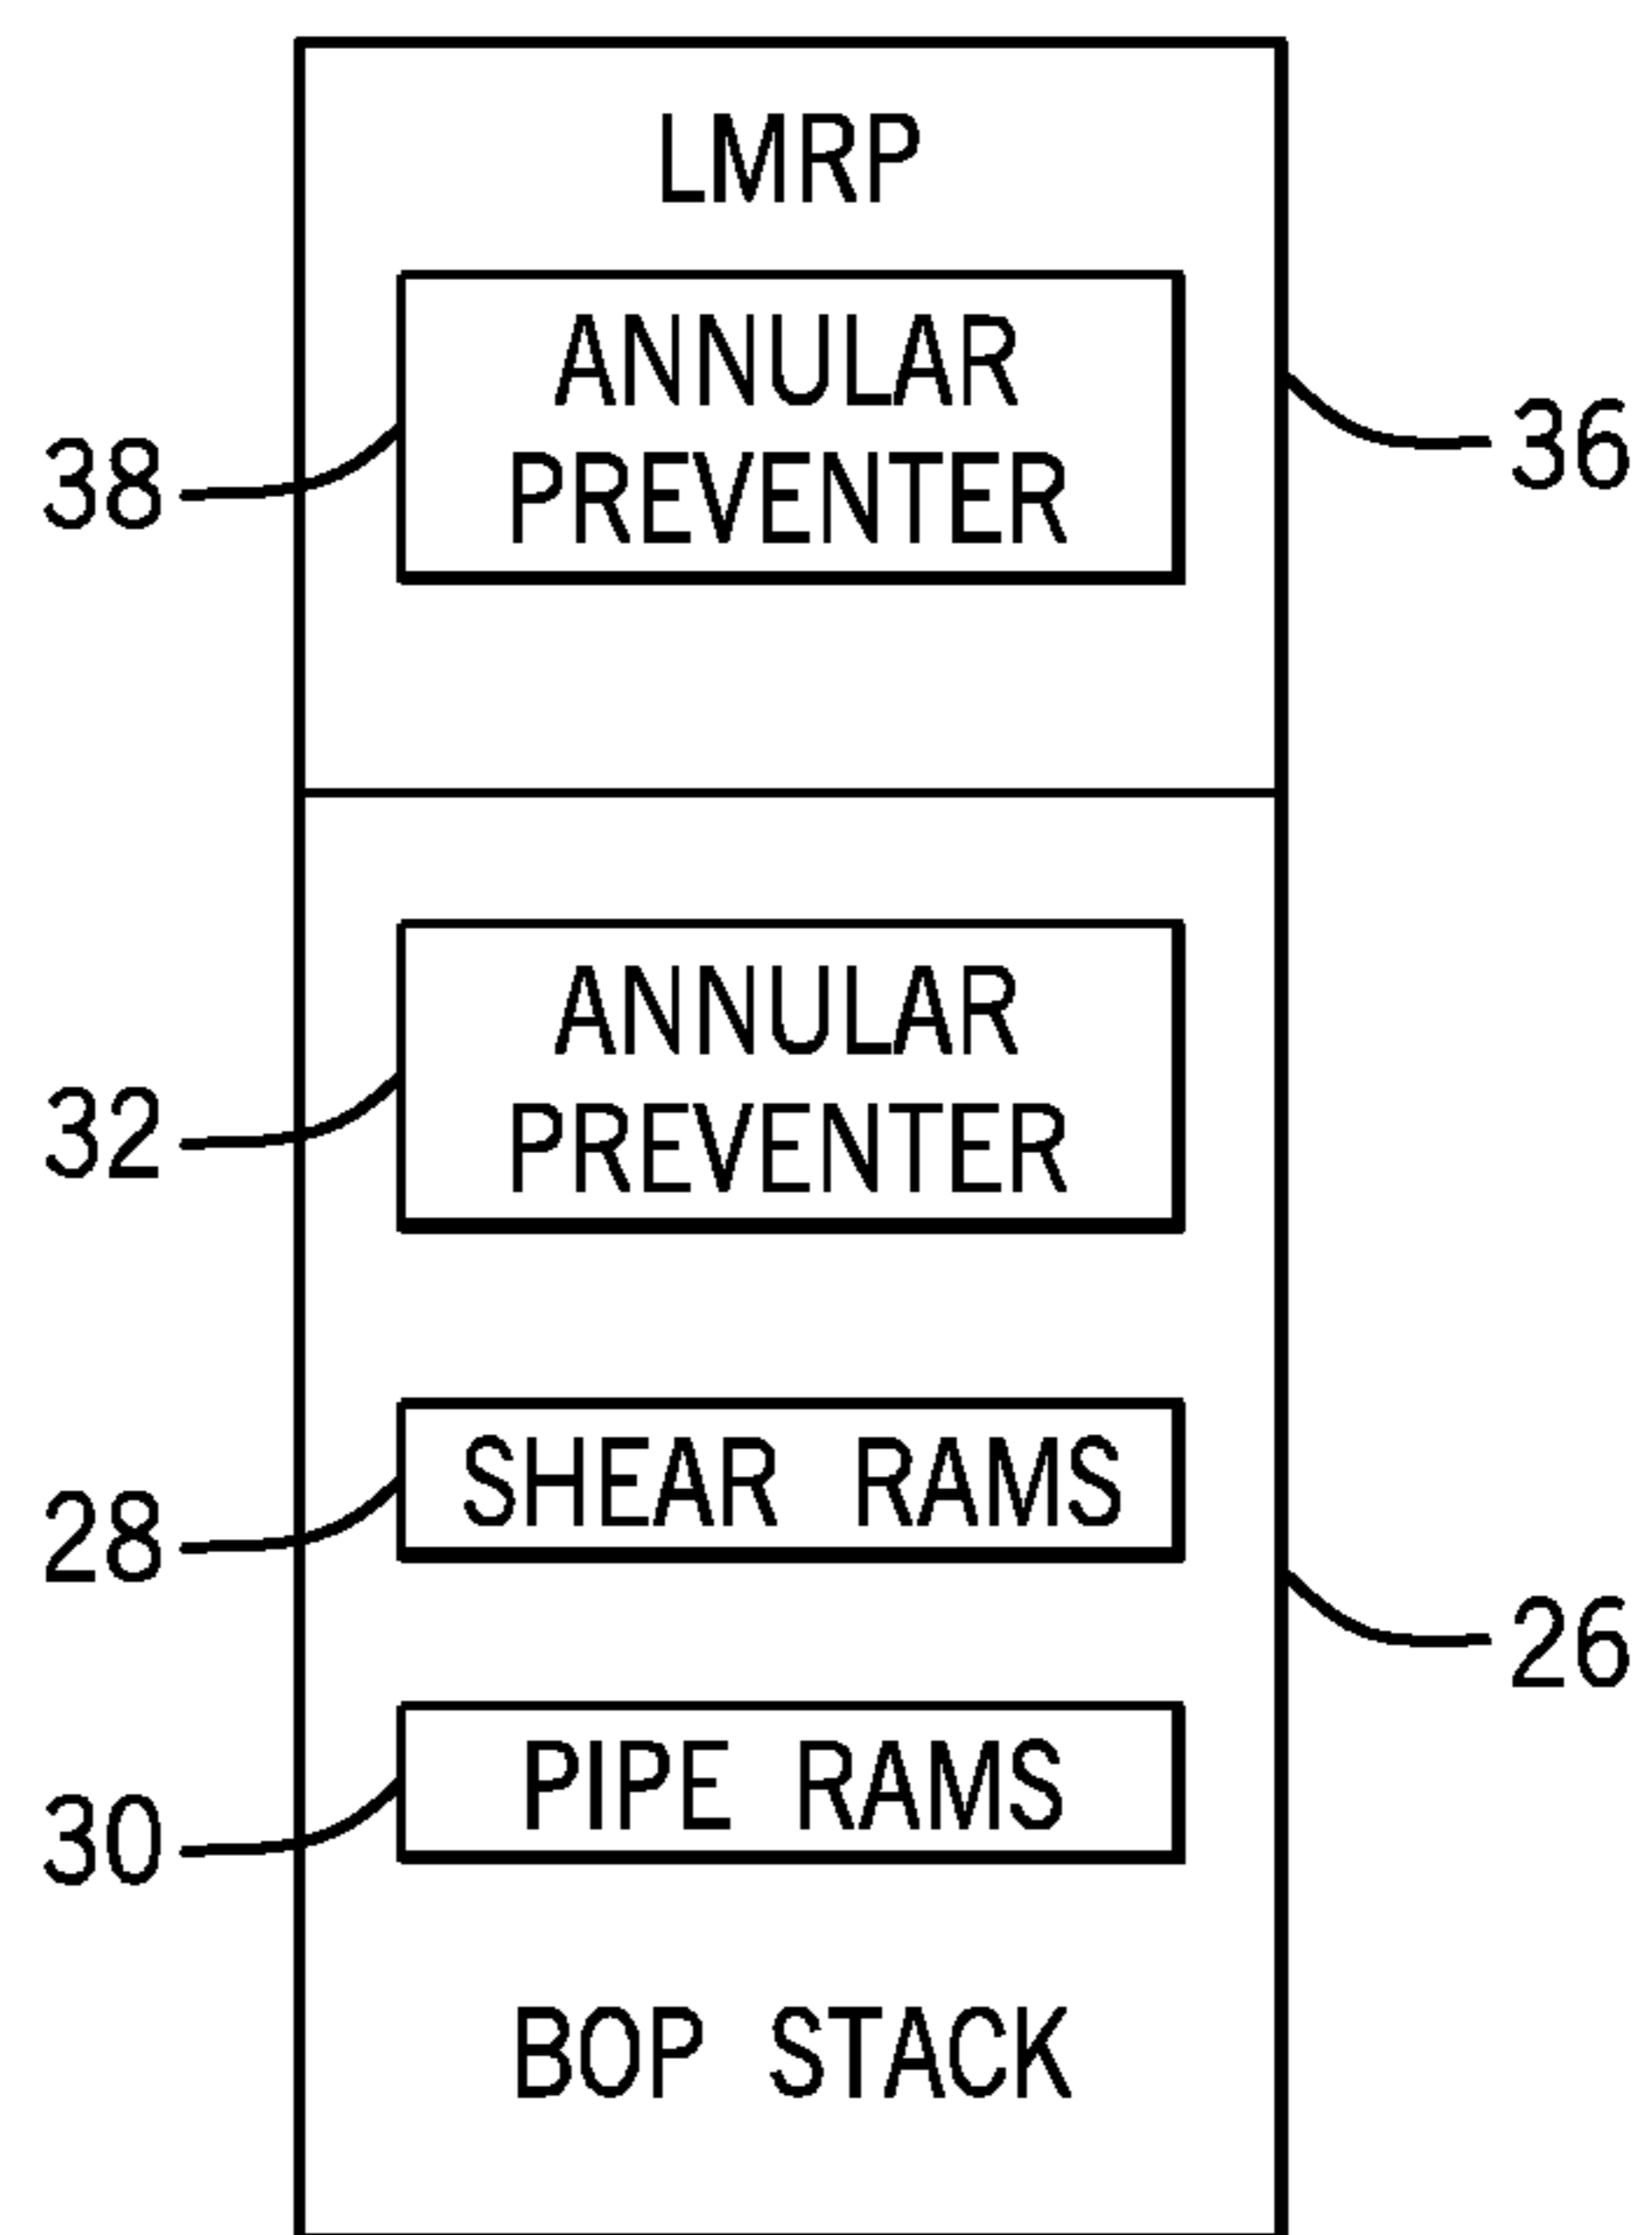 LMRP
ANNULAR
PREVENTER
38
36
ANNULAR
PREVENTER
32
SHEAR RAMS
28
26
PIPE RAMS
30
BOP STACK